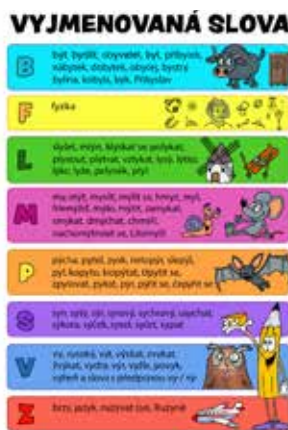 VYJMENOVANÁ SLOVA
B
být, bydlit, obyvatel, byt, příbytek,
nábytek, dobytek, obyčej, bystrý
bylina, kobyla, býk, Přibyslav
F
fyzika
L
slyšet, mlýn, blýskat se polykat,
plynout, plýtvat, vzlykat, lysý, lýtko,
lýko, lyže, pelyněk, plyš
M
my, mýt, myslit, mýlit se, hmyz, myš,
hlemýžď, mýtit, zamykat,
smýkat, dmýchat, chmýří,
nachomýtnout se, Litomyšl
P
pýcha, pytel, pysk, netopýr, slepýš,
pyl, kopyto, klopýtat, třpytit se,
zpytovat, pykat, pýr, pýřit se, čepýřit se
S
syn, sytý, sýr, syrový, sychravý, usychat,
sýkora, sýček, sysel, syčet, sypat
V
vy, vysoký, výt, výskat, zvykat,
žvýkat, vydra, výr, vyžle, povyk,
výheň a slova s předponou vy-/ vý-
Z
brzy, jazyk, nazývat se, Ruzyně